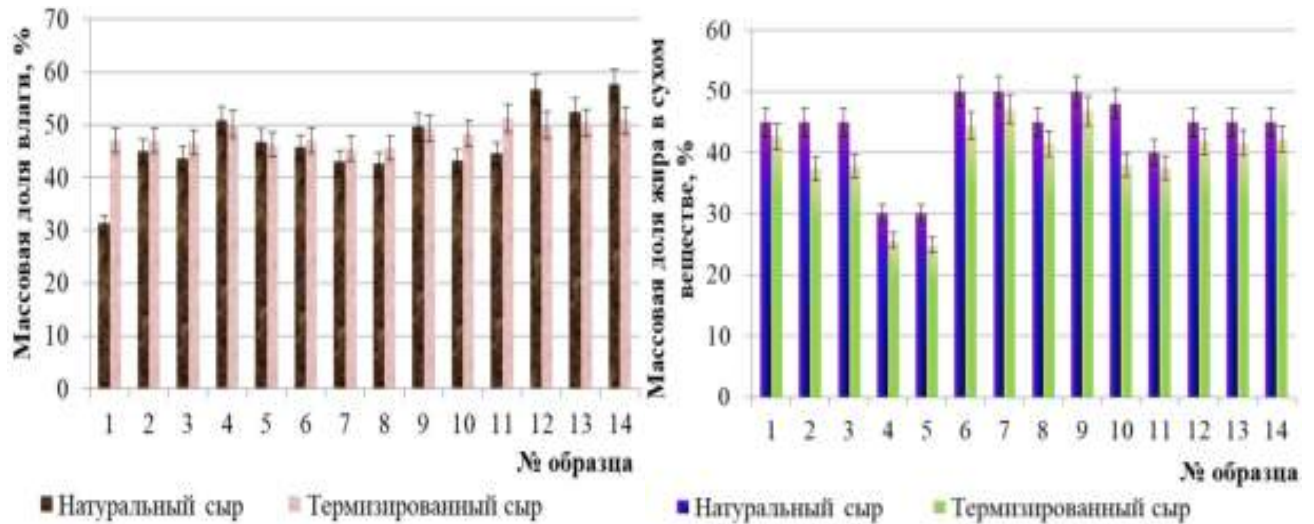 Массовая доля влаги, %
70
60
50
40
30
20
10
0
1 2 3 4 5 6 7 8 9 10 11 12 13 14
№ образца
Натуральный сыр Термизированный сыр
Массовая доля жира в сухом
веществе, %
60
50
40
30
20
10
0
1 2 3 4 5 6 7 8 9 10 11 12 13 14
№ образца
Натуральный сыр Термизированный сыр